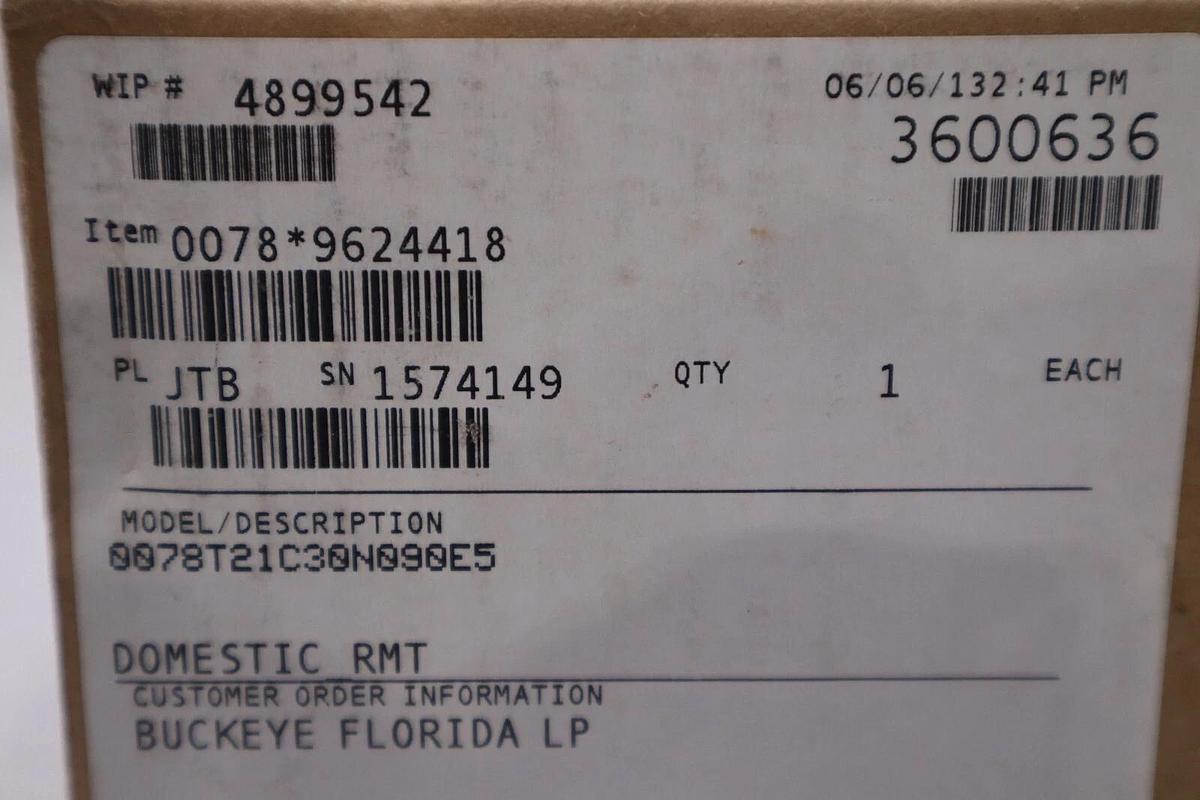 WIP # 4899542
06/06/132:41 PM
3600636
Item 0078*9624418
PL JTB SN 1574149 QTY 1 EACH
MODEL/DESCRIPTION
0078T21C30N090E5
DOMESTIC RMT
CUSTOMER ORDER INFORMATION
BUCKEYE FLORIDA LP